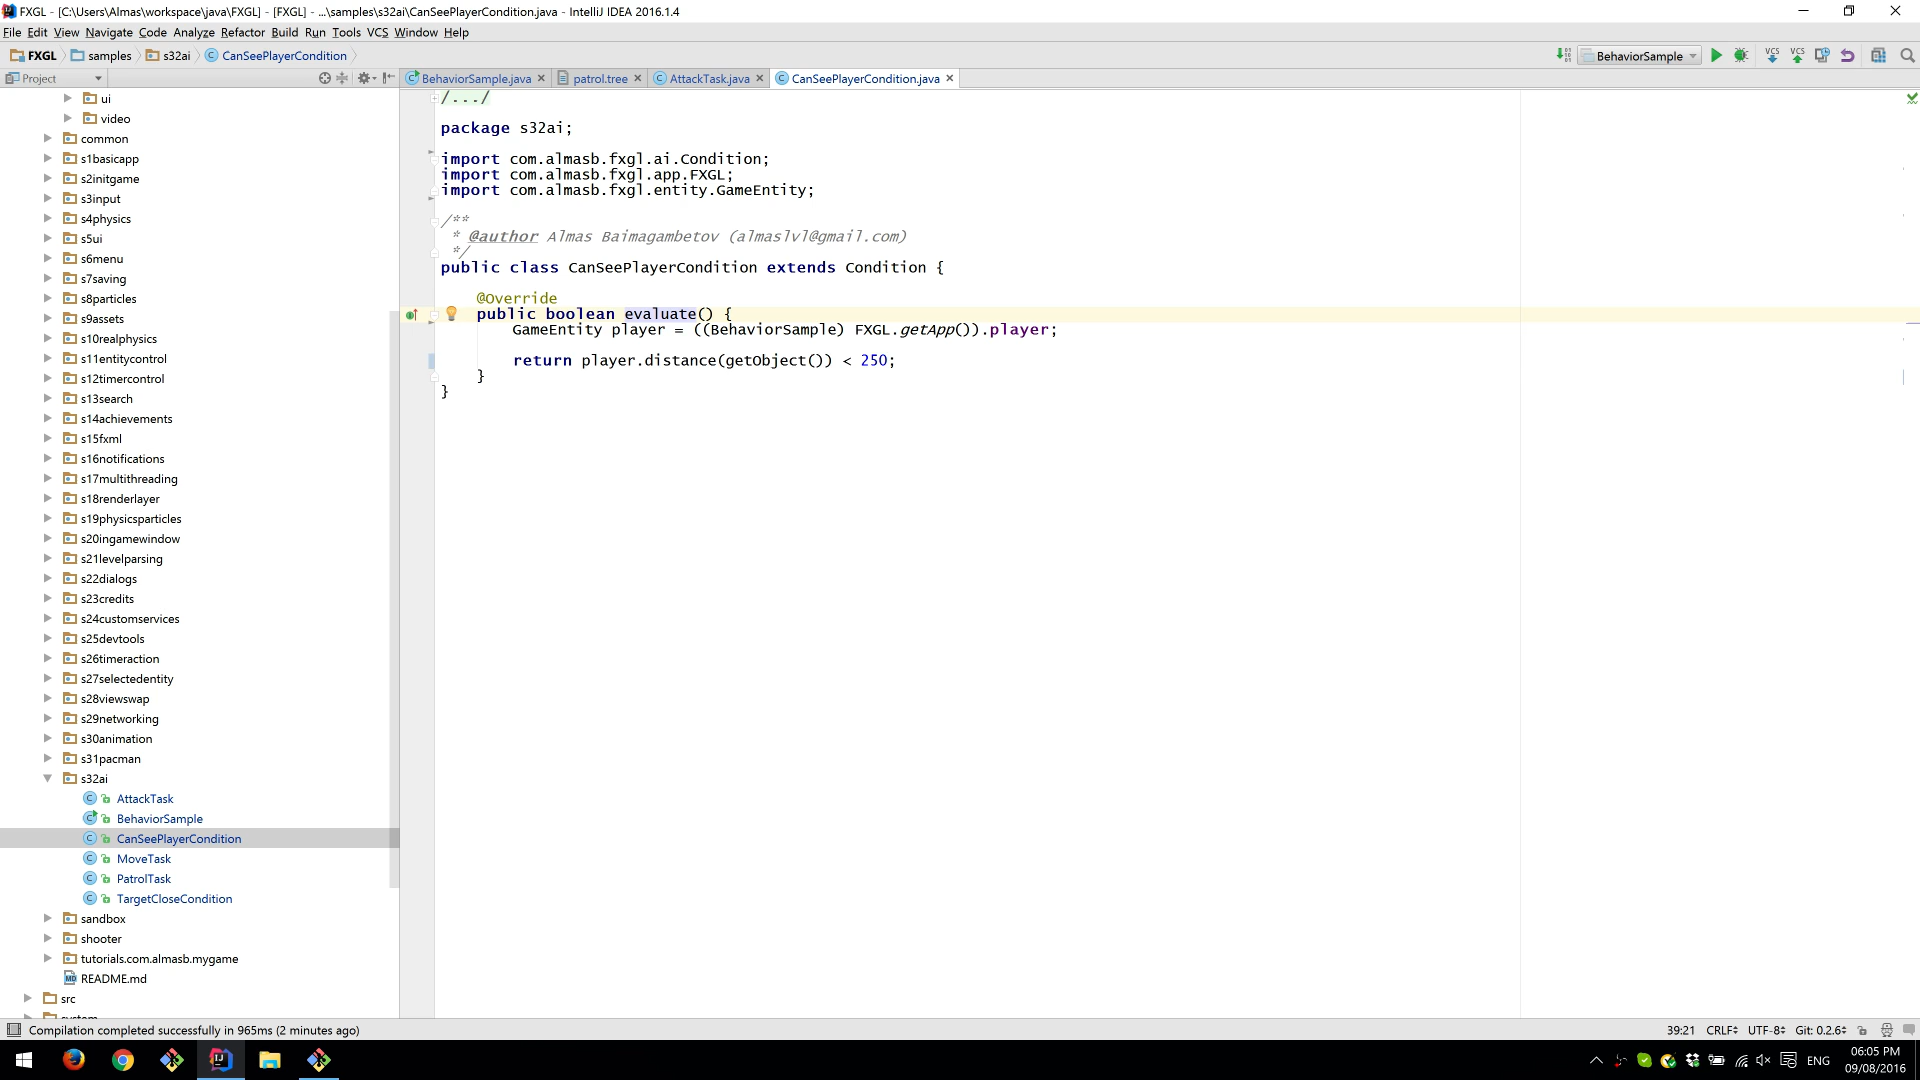 FXGL - [C:\Users\Almas\workspace\java\FXGL] - [FXGL] - ...\samples\s32ai\CanSeePlayerCondition.java - IntelliJ IDEA 2016.1.4
File Edit View Navigate Code Analyze Refactor Build Run Tools VCS Window Help
FXGL samples s32ai CanSeePlayerCondition
BehaviorSample
VCS VCS
Project
BehaviorSample.java patrol.tree AttackTask.java CanSeePlayerCondition.java
ui
video
common
s1basicapp
s2initgame
s3input
s4physics
s5ui
s6menu
s7saving
s8particles
s9assets
s10realphysics
s11entitycontrol
s12timercontrol
s13search
s14achievements
s15fxml
s16notifications
s17multithreading
s18renderlayer
s19physicsparticles
s20ingamewindow
s21levelparsing
s22dialogs
s23credits
s24customservices
s25devtools
s26timeraction
s27selectedentity
s28viewswap
s29networking
s30animation
s31pacman
s32ai
AttackTask
BehaviorSample
CanSeePlayerCondition
MoveTask
PatrolTask
TargetCloseCondition
sandbox
shooter
tutorials.com.almasb.mygame
README.md
src
system
/.../
package s32ai;
import com.almasb.fxgl.ai.Condition;
import com.almasb.fxgl.app.FXGL;
import com.almasb.fxgl.entity.GameEntity;
/**
* @author Almas Baimagambetov (almaslvl@gmail.com)
*/
public class CanSeePlayerCondition extends Condition {
@Override
public boolean evaluate() {
GameEntity player = ((BehaviorSample) FXGL.getApp()).player;
return player.distance(getObject()) < 250;
}
}
Compilation completed successfully in 965ms (2 minutes ago)
39:21 CRLF UTF-8 Git: 0.2.6
ENG
06:05 PM
09/08/2016